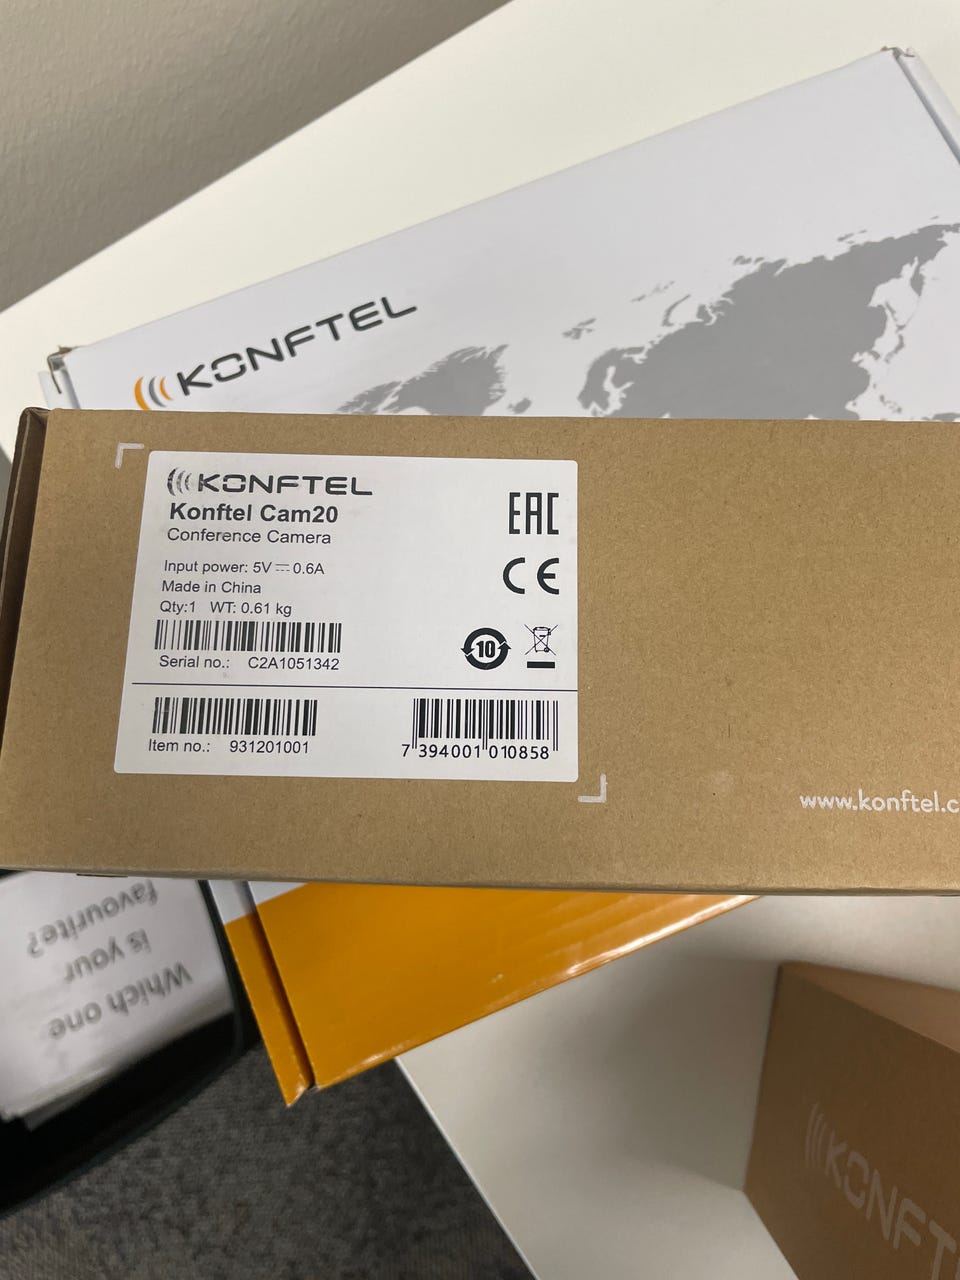 KONFTEL
KONFTEL
Konftel Cam20
Conference Camera
Input power: 5V ⎓ 0.6A
Made in China
Qty:1 WT: 0.61 kg
Serial no.: C2A1051342
Item no.: 931201001
EAC
CE
10
7 394001 010858
www.konftel.c
Which one
is your
favourite?
KONFT